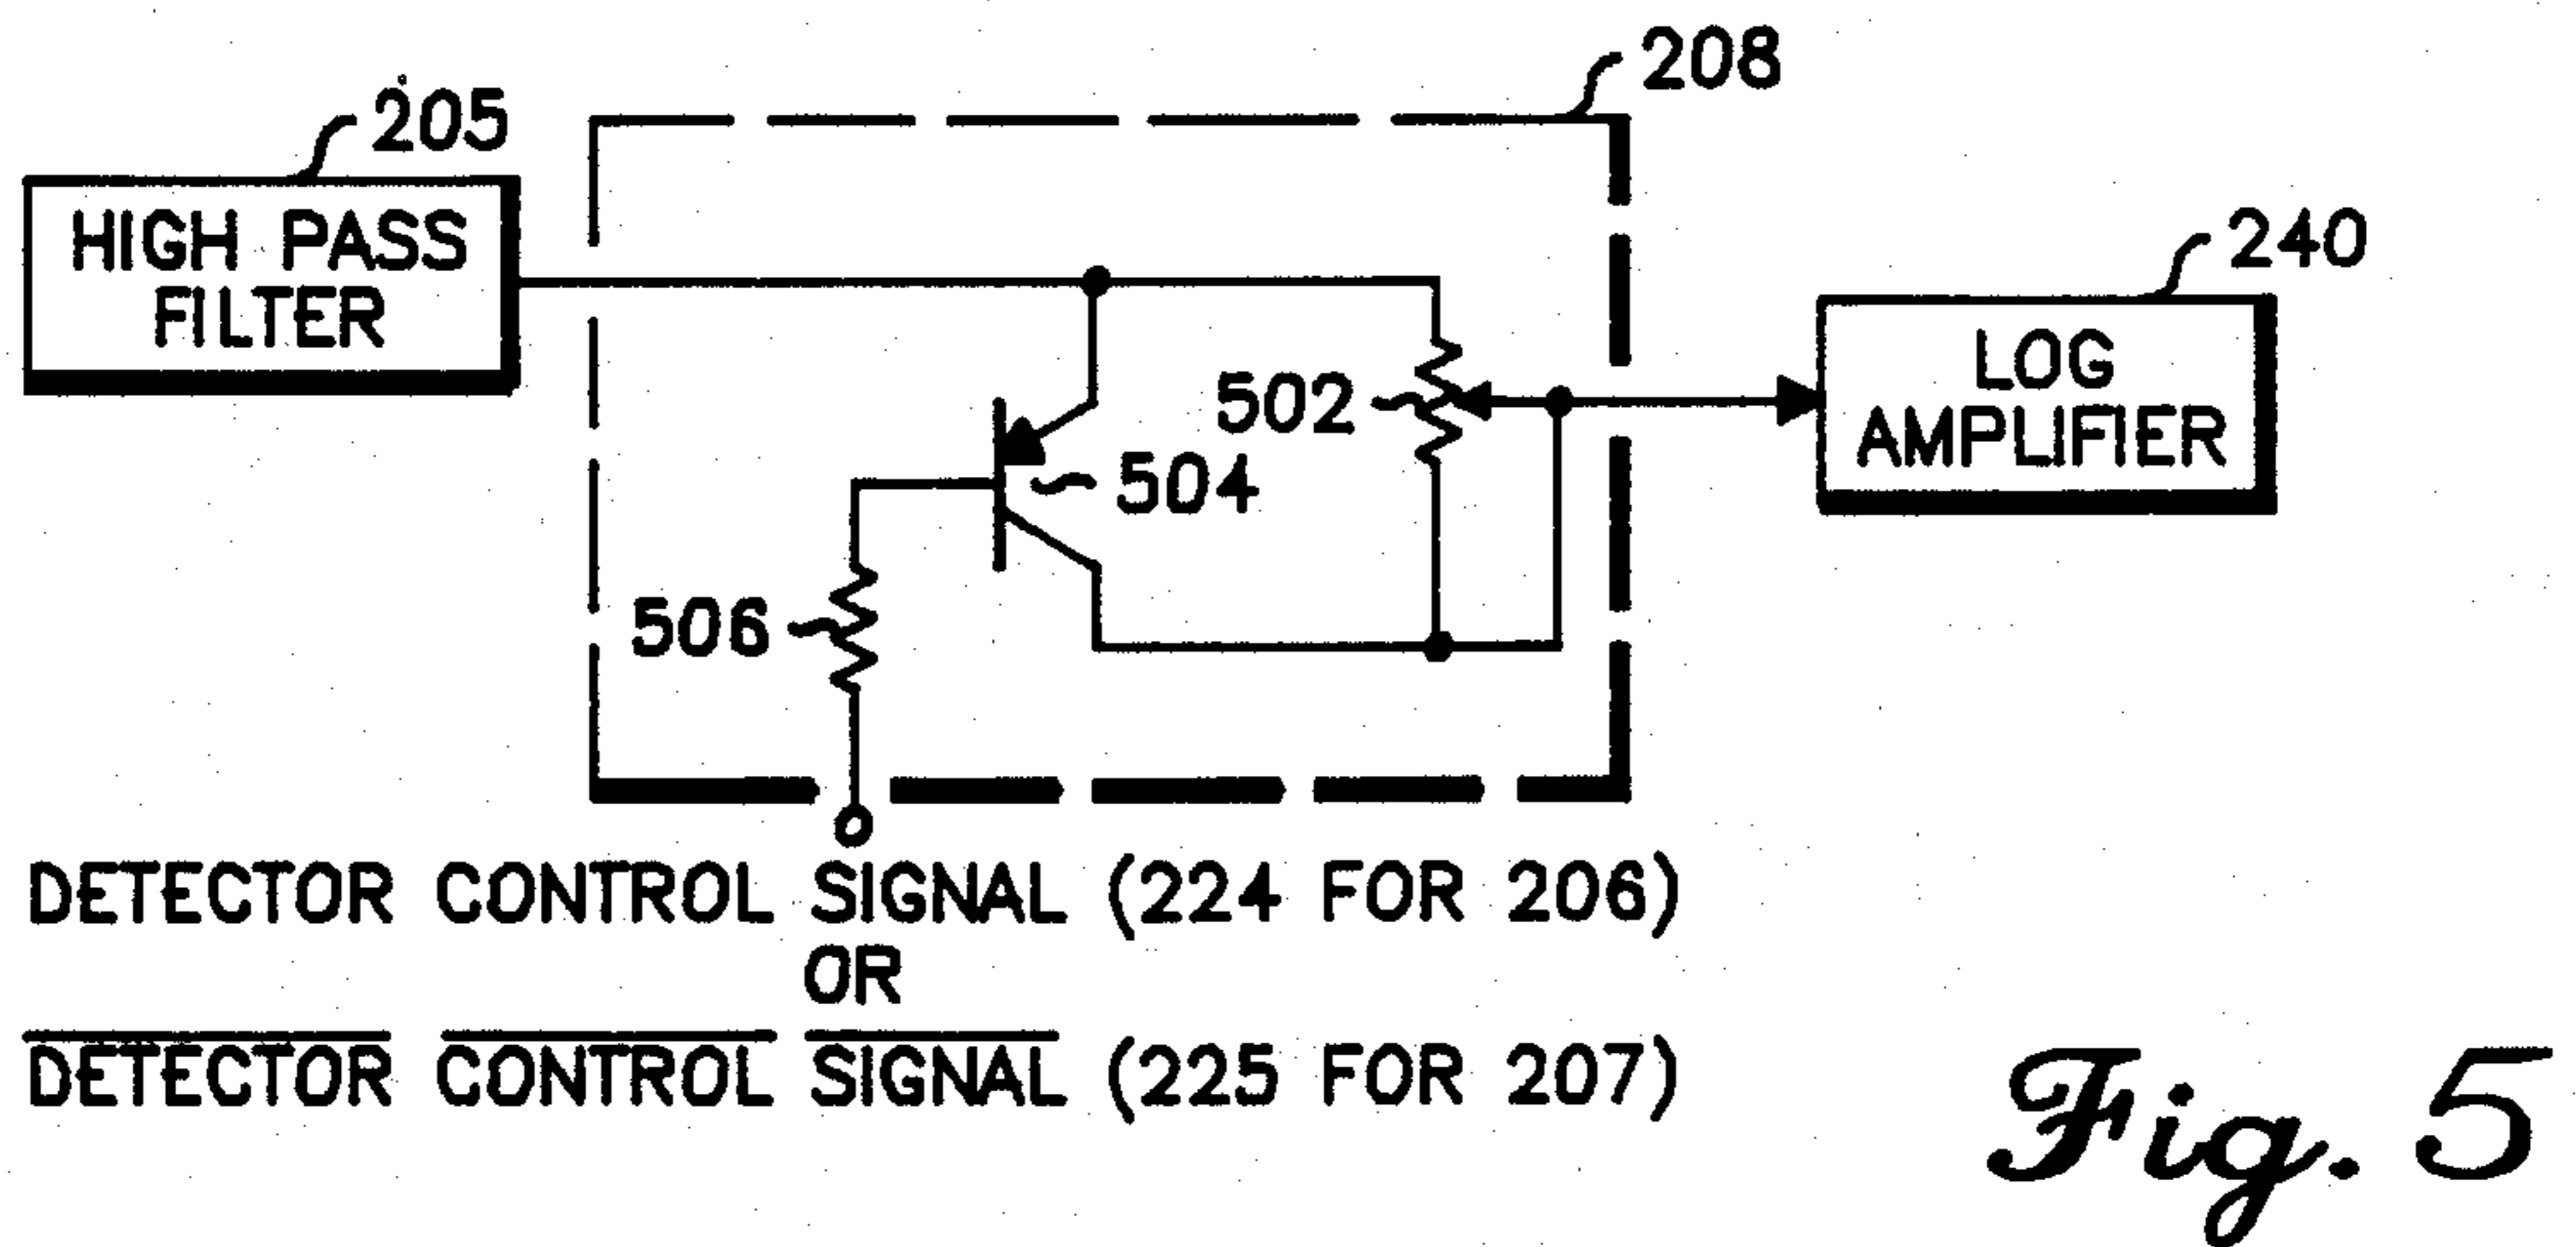 208
205
HIGH PASS
FILTER
240
LOG
AMPLIFIER
502
504
506
DETECTOR CONTROL SIGNAL (224 FOR 206)
OR
DETECTOR CONTROL SIGNAL (225 FOR 207)
Fig. 5